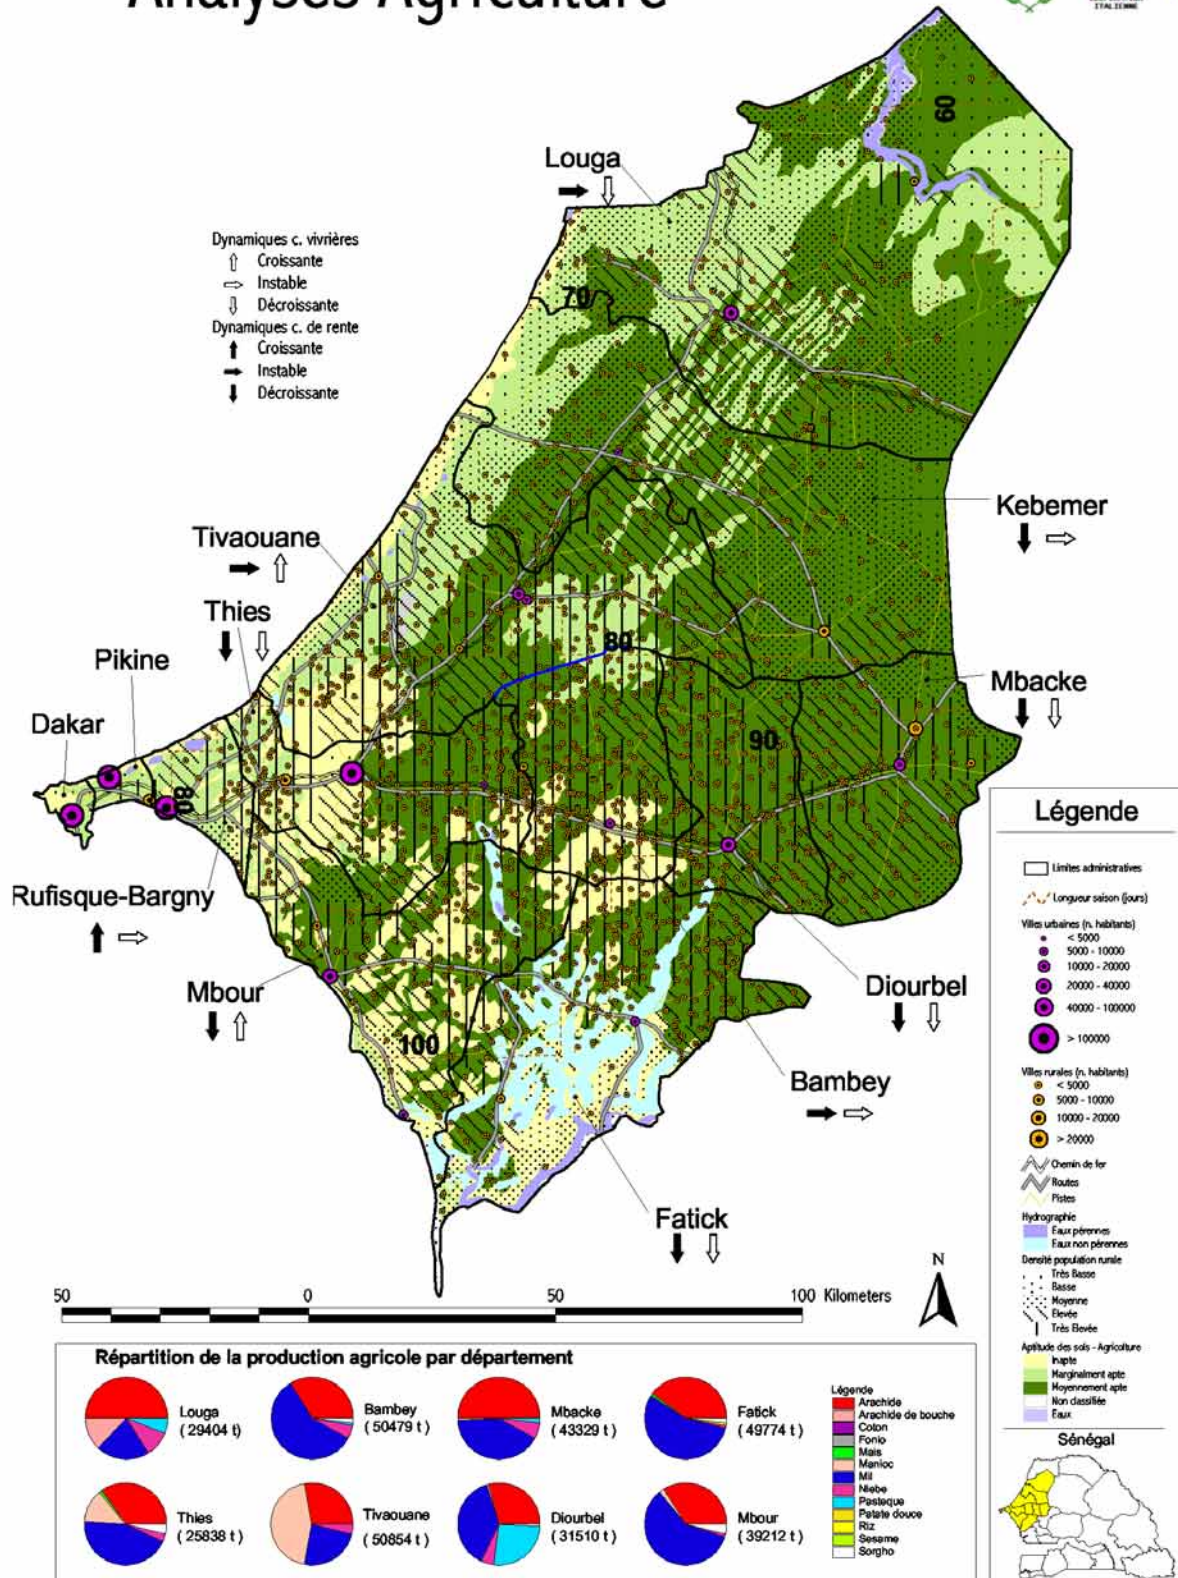 Analyses Agriculture
ITALIENNE
60
Louga
Dynamiques c. vivrières
Croissante
Instable
Décroissante
Dynamiques c. de rente
Croissante
Instable
Décroissante
70
Kebemer
Tivaouane
Thies
80
Pikine
Mbacke
Dakar
90
80
Légende
Limites administratives
Longueur saison (jours)
Villes urbaines (n. habitants)
< 5000
5000 - 10000
10000 - 20000
20000 - 40000
40000 - 100000
> 100000
Villes rurales (n. habitants)
< 5000
5000 - 10000
10000 - 20000
> 20000
Chemin de fer
Routes
Pistes
Hydrographie
Eaux pérennes
Eaux non pérennes
Densité population rurale
Très Basse
Basse
Moyenne
Elevée
Très Elevée
Aptitude des sols - Agriculture
Inapte
Marginalment apte
Moyennement apte
Non classifiée
Eaux
Sénégal
Rufisque-Bargny
Mbour
Diourbel
100
Bambey
Fatick
N
50 0 50 100 Kilometers
Répartition de la production agricole par département
Louga
( 29404 t)
Bambey
( 50479 t )
Mbacke
( 43329 t )
Fatick
( 49774 t )
Thies
( 25838 t )
Tivaouane
( 50854 t )
Diourbel
( 31510 t )
Mbour
( 39212 t )
Légende
Arachide
Arachide de bouche
Coton
Fonio
Mais
Manioc
Mil
Niebe
Pasteque
Patate douce
Riz
Sesame
Sorgho